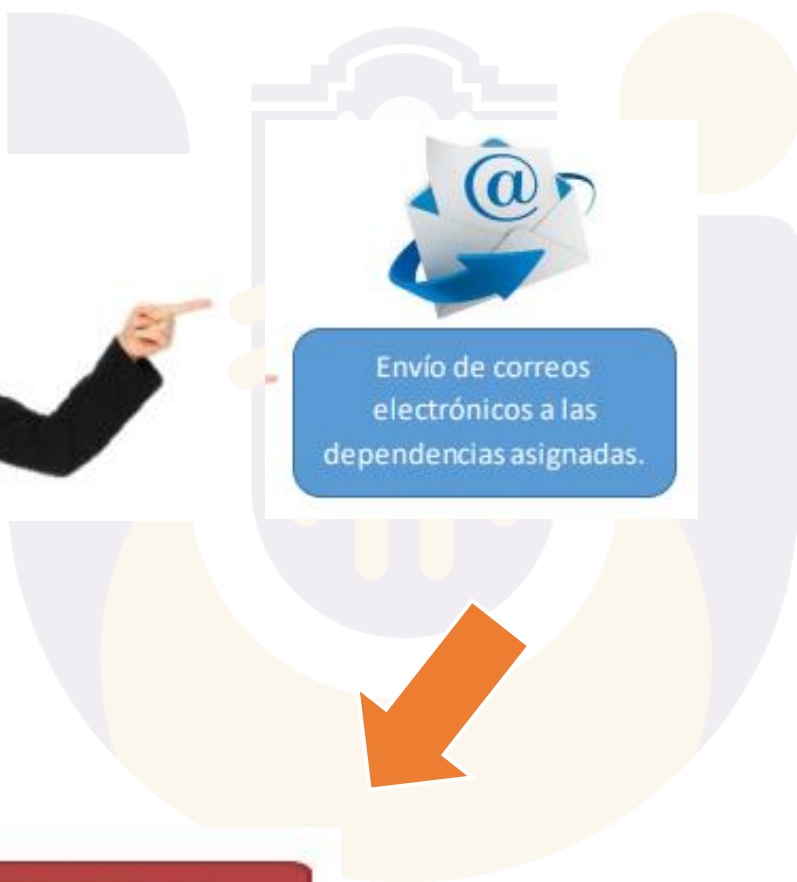 @
Envío de correos
electrónicos a las
dependencias asignadas.